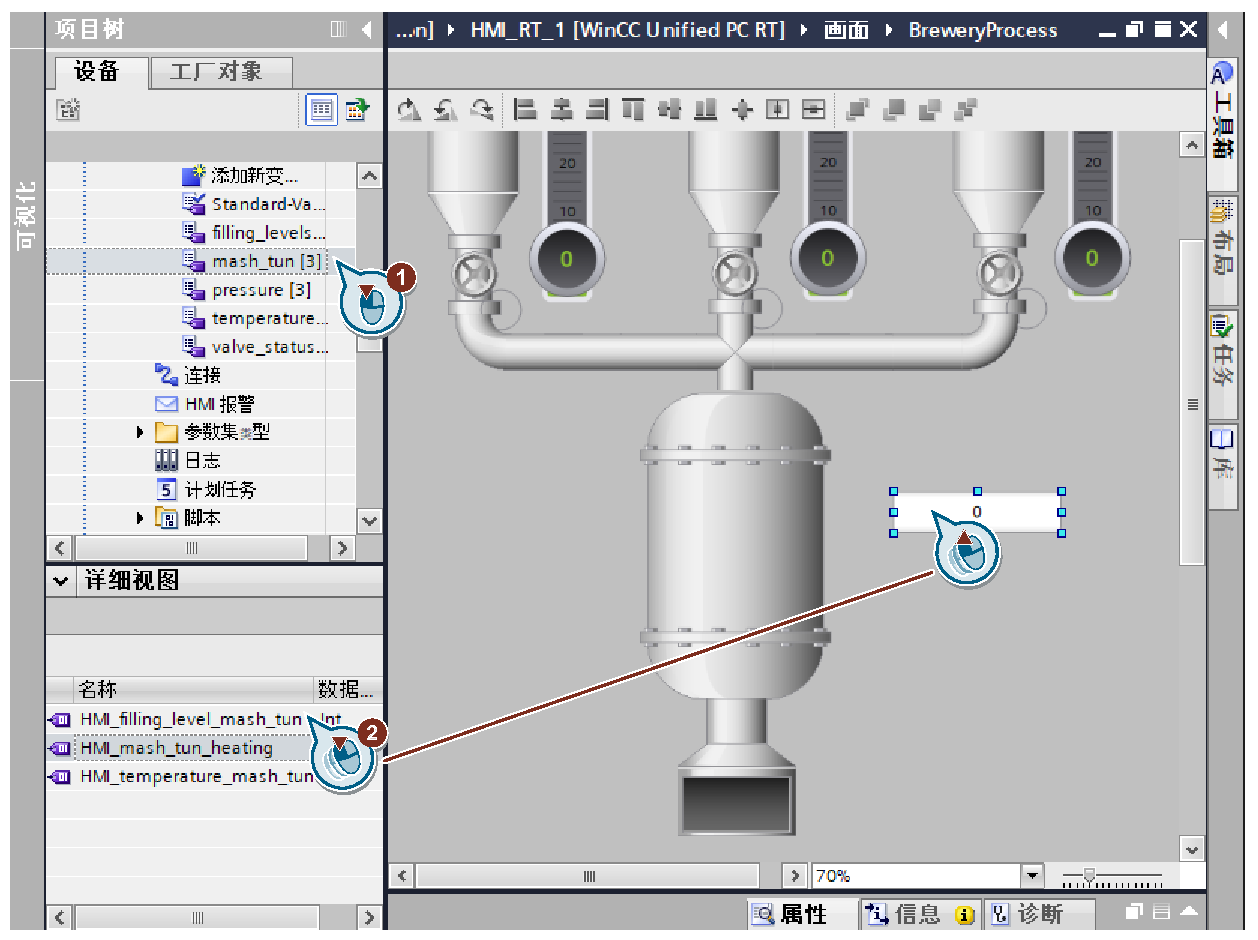 项目树
...n] HMI_RT_1 [WinCC Unified PC RT] 画面 BreweryProcess
设备 工厂对象
可视化
添加新变...
Standard-Va...
filling_levels...
mash_tun [3]
pressure [3]
temperature...
valve_status...
连接
HMI 报警
参数集类型
日志
5 计划任务
脚本
1
详细视图
名称 数据...
HMI_filling_level_mash_tun Int
HMI_mash_tun_heating
HMI_temperature_mash_tun
2
20 20 20
10 10 10
0 0 0
0
70%
属性 信息 诊断
工具箱
布局
任务
库